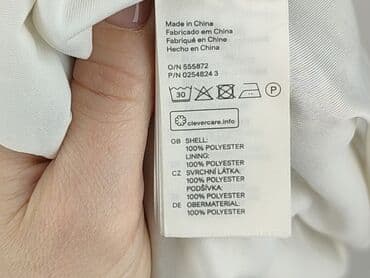 Made in China
Fabricado em China
Fabriqué en Chine
Hecho en China
O/N 555872
P/N 0254824 3
30
P
clevercare.info
GB SHELL:
100% POLYESTER
LINING:
100% POLYESTER
CZ SVRCHNÍ LÁTKA:
100% POLYESTER
PODŠÍVKA:
100% POLYESTER
DE OBERMATERIAL:
100% POLYESTER